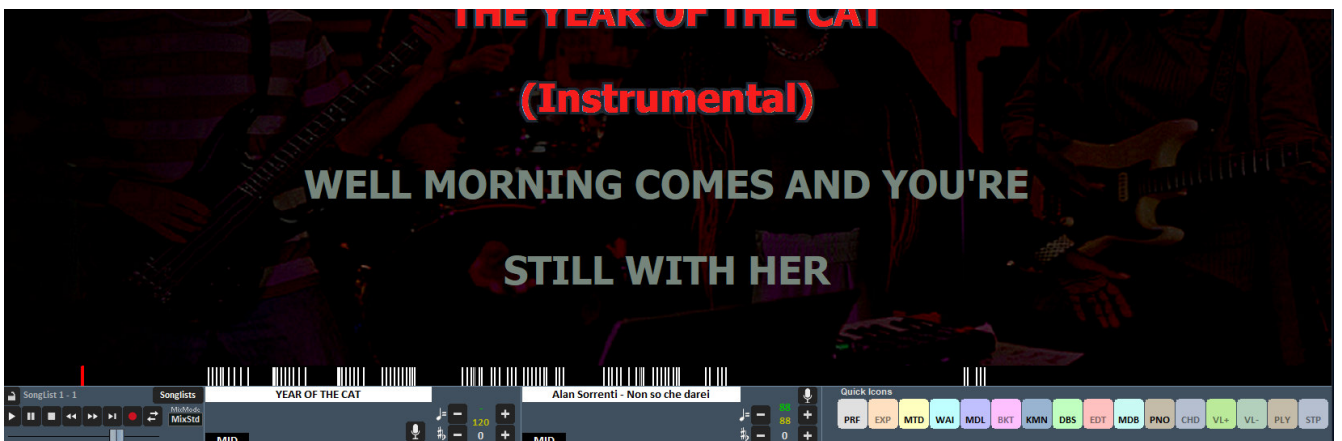 THE YEAR OF THE CAT
(Instrumental)
WELL MORNING COMES AND YOU'RE
STILL WITH HER
SongList 1 - 1
Songlists
YEAR OF THE CAT
Alan Sorrenti - Non so che darei
Quick Icons
MixMode
MixStd
-
120
0
88
88
0
PRF EXP MTD WAI MDL BKT KMN DBS EDT MDB PNO CHD VL+ VL- PLY STP
MID
MID